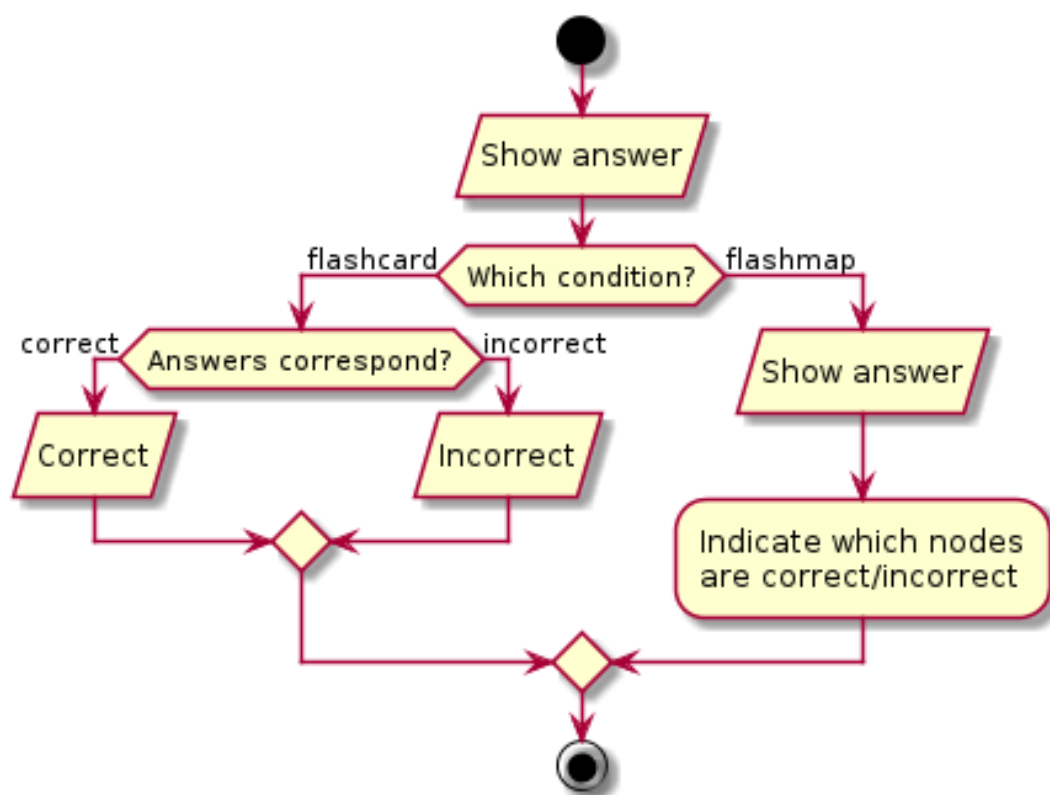 Show answer
flashcard
Which condition?
flashmap
correct
Answers correspond?
incorrect
Show answer
Correct
Incorrect
Indicate which nodes
are correct/incorrect